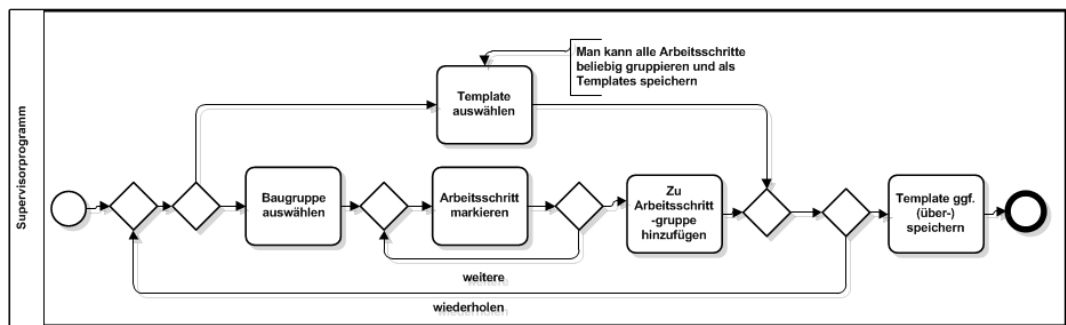 Supervisorprogramm
Man kann alle Arbeitsschritte
beliebig gruppieren und als
Templates speichern
Template
auswählen
Baugruppe
auswählen
Arbeitsschritt
markieren
Zu
Arbeitsschritt
-gruppe
hinzufügen
Template ggf.
(über-)
speichern
weitere
wiederholen